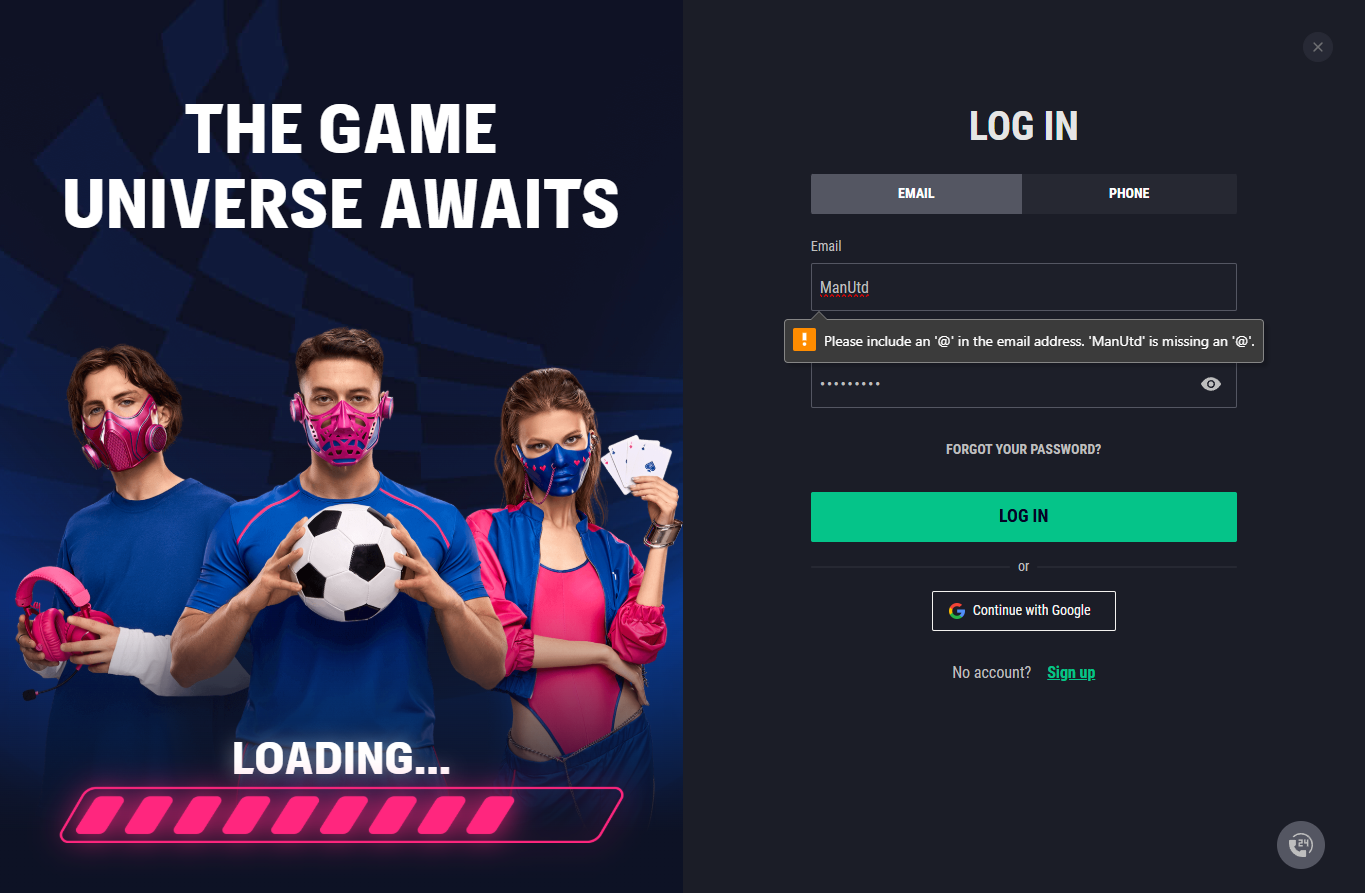 THE GAME
UNIVERSE AWAITS
LOADING...
LOG IN
EMAIL
PHONE
Email
ManUtd
Please include an '@' in the email address. 'ManUtd' is missing an '@'.
•••••••••
FORGOT YOUR PASSWORD?
LOG IN
or
Continue with Google
No account? Sign up
24